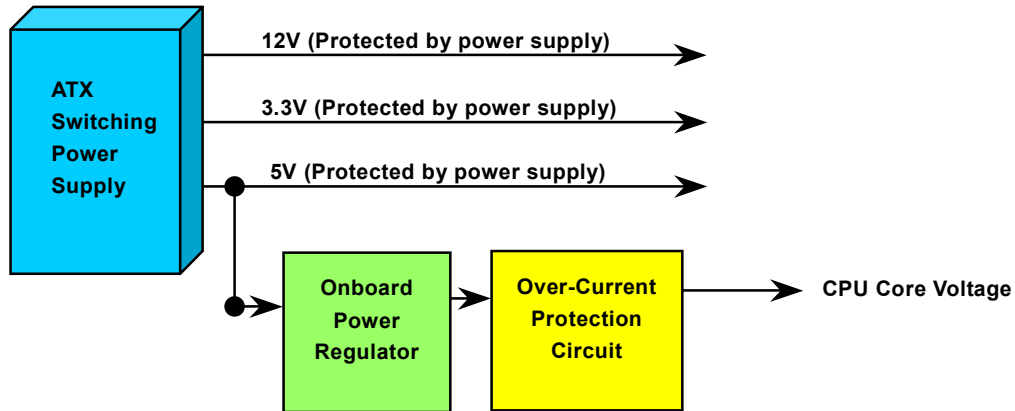 12V (Protected by power supply)
ATX
Switching
Power
Supply
3.3V (Protected by power supply)
5V (Protected by power supply)
Onboard
Power
Regulator
Over-Current
Protection
Circuit
CPU Core Voltage